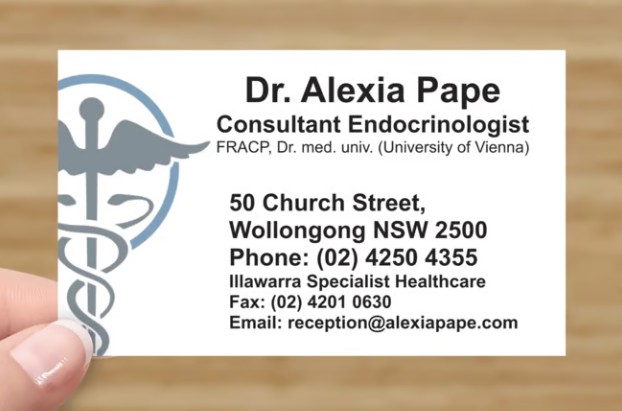 Dr. Alexia Pape
Consultant Endocrinologist
FRACP, Dr. med. univ. (University of Vienna)
50 Church Street,
Wollongong NSW 2500
Phone: (02) 4250 4355
Illawarra Specialist Healthcare
Fax: (02) 4201 0630
Email: reception@alexiapape.com